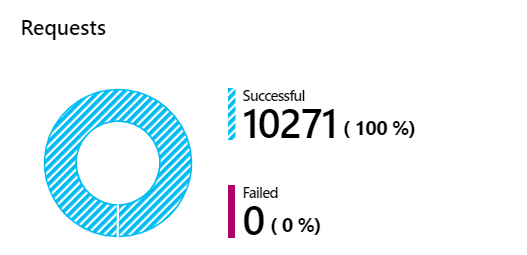 Requests
Successful
10271 ( 100 %)
Failed
0 ( 0 %)